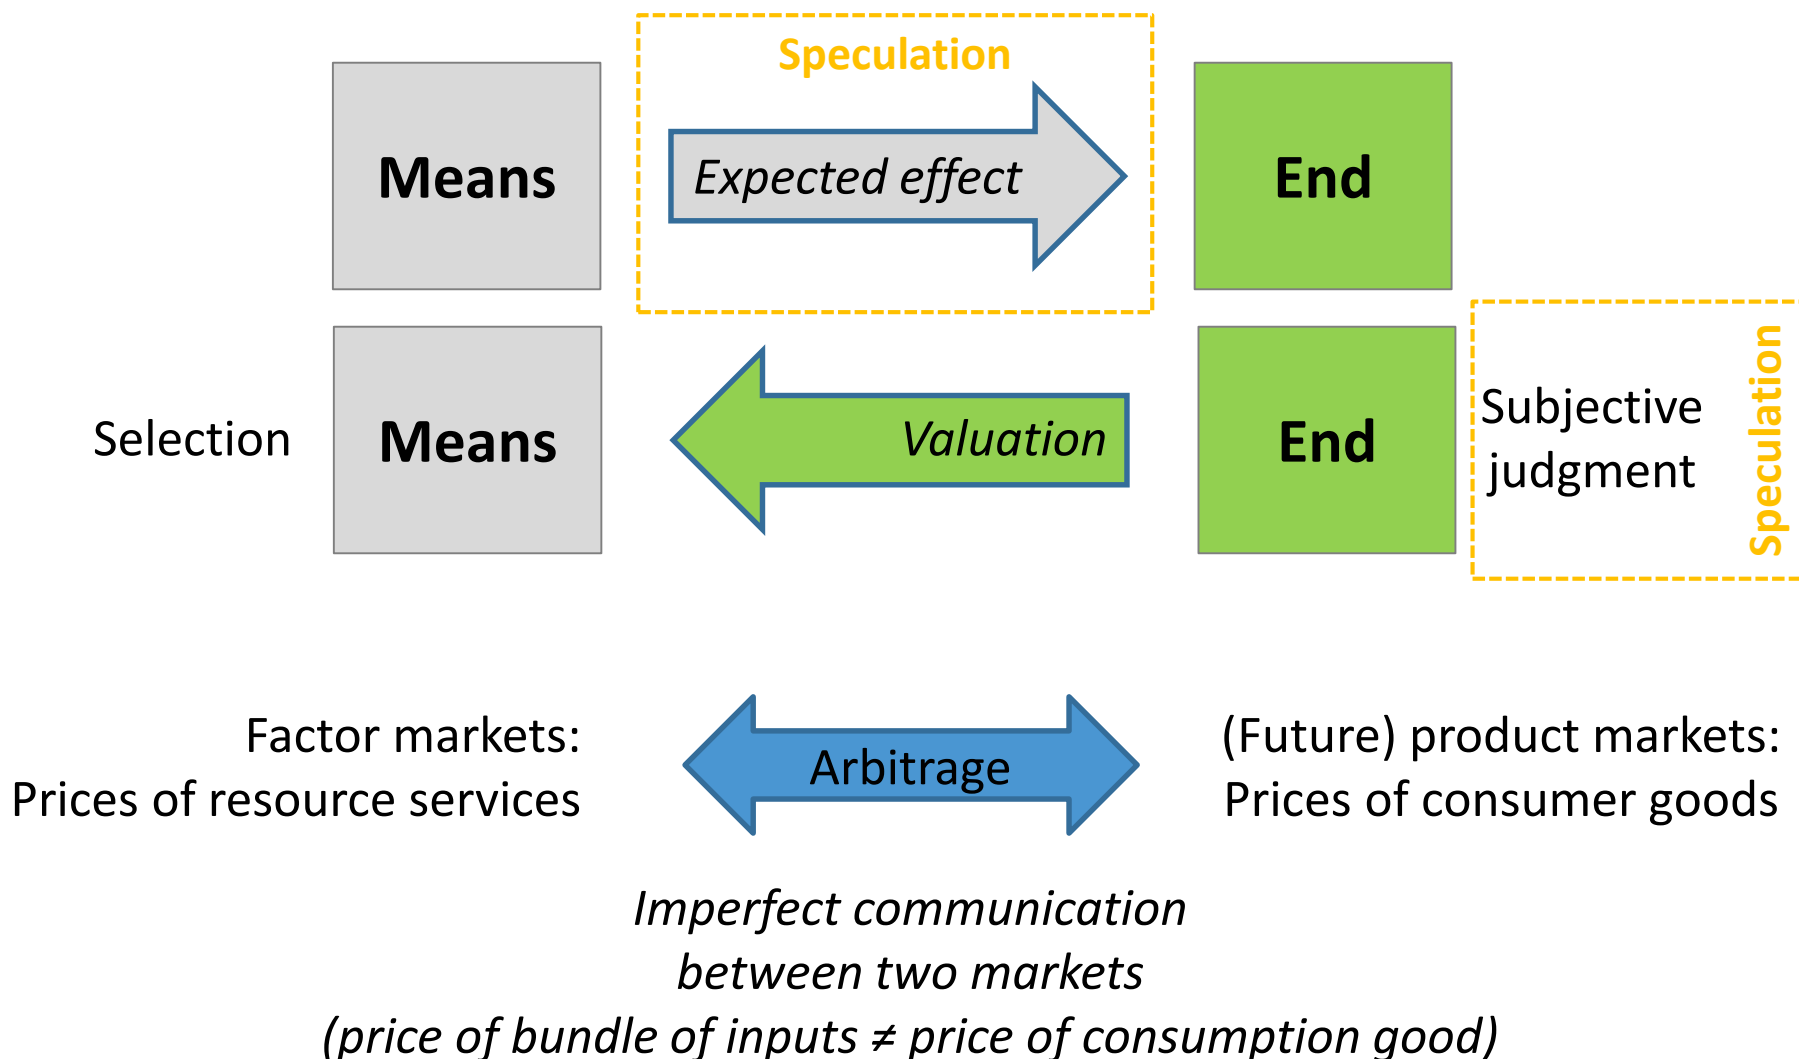 Speculation
Means
Expected effect
End
Selection
Means
Valuation
End
Subjective
judgment
Speculation
Factor markets:
Prices of resource services
Arbitrage
(Future) product markets:
Prices of consumer goods
Imperfect communication
between two markets
(price of bundle of inputs ≠ price of consumption good)